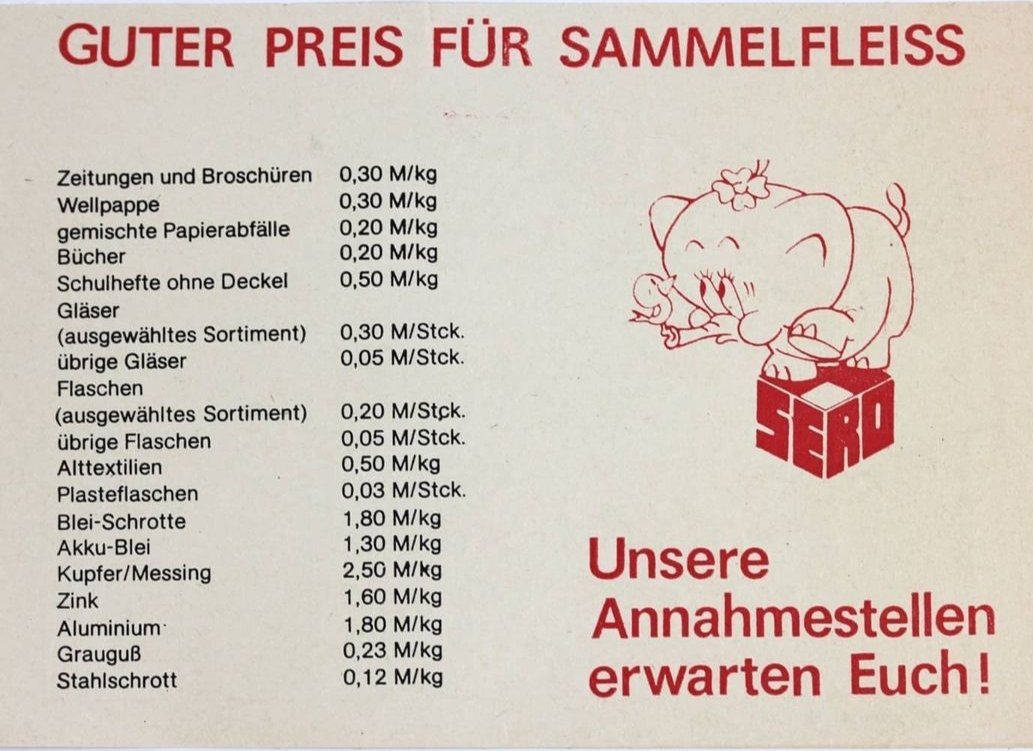 GUTER PREIS FÜR SAMMELFLEISS
Zeitungen und Broschüren 0,30 M/kg
Wellpappe 0,30 M/kg
gemischte Papierabfälle 0,20 M/kg
Bücher 0,20 M/kg
Schulhefte ohne Deckel 0,50 M/kg
Gläser
(ausgewähltes Sortiment) 0,30 M/Stck.
übrige Gläser 0,05 M/Stck.
Flaschen
(ausgewähltes Sortiment) 0,20 M/Stck.
übrige Flaschen 0,05 M/Stck.
Alttextilien 0,50 M/kg
Plasteflaschen 0,03 M/Stck.
Blei-Schrotte 1,80 M/kg
Akku-Blei 1,30 M/kg
Kupfer/Messing 2,50 M/kg
Zink 1,60 M/kg
Aluminium 1,80 M/kg
Grauguß 0,23 M/kg
Stahlschrott 0,12 M/kg
SERO
Unsere
Annahmestellen
erwarten Euch!